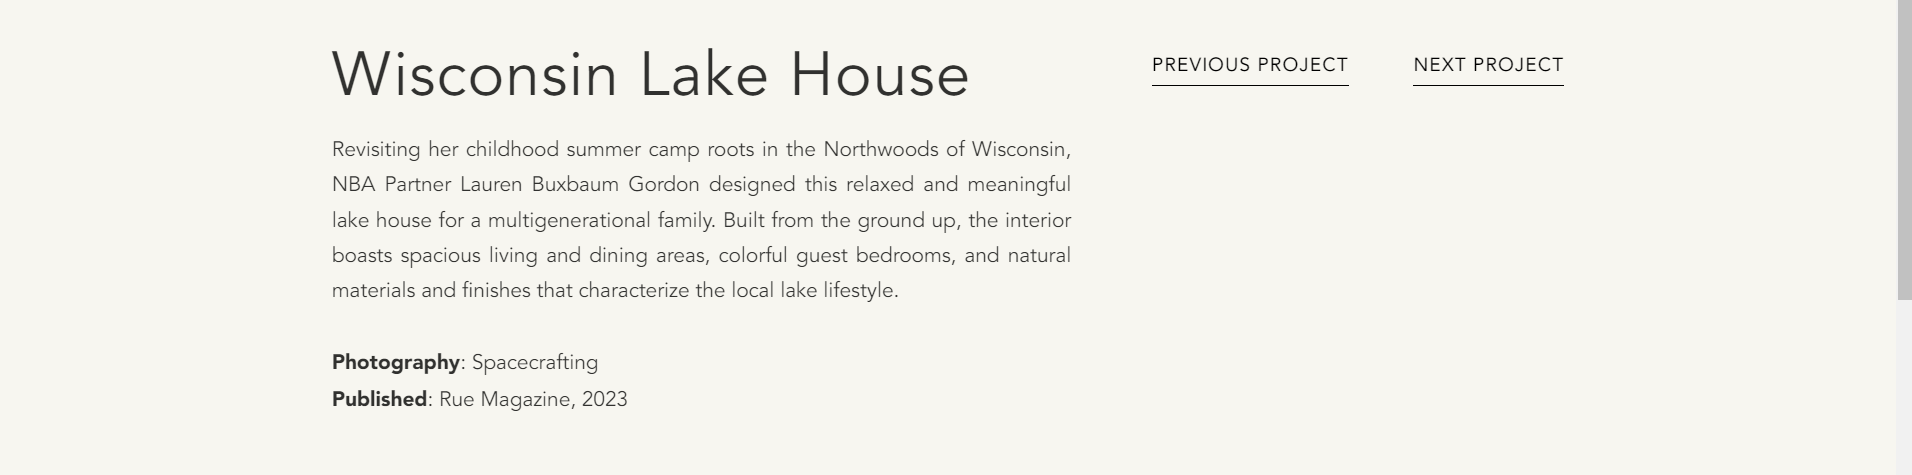 Wisconsin Lake House
PREVIOUS PROJECT
NEXT PROJECT
Revisiting her childhood summer camp roots in the Northwoods of Wisconsin,
NBA Partner Lauren Buxbaum Gordon designed this relaxed and meaningful
lake house for a multigenerational family. Built from the ground up, the interior
boasts spacious living and dining areas, colorful guest bedrooms, and natural
materials and finishes that characterize the local lake lifestyle.
Photography: Spacecrafting
Published: Rue Magazine, 2023